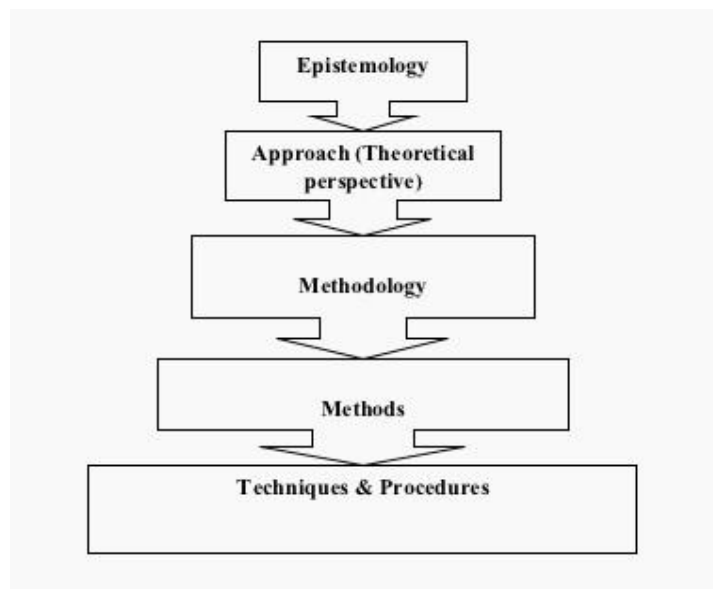 Epistemology
Approach (Theoretical
perspective)
Methodology
Methods
Techniques & Procedures